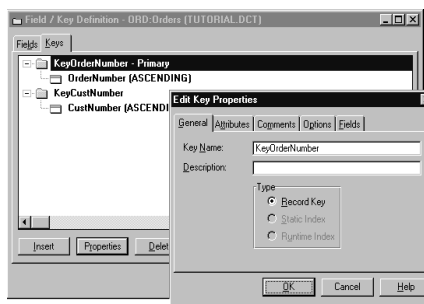 Field / Key Definition - ORD:Orders (TUTORIAL.DCT)
Fields Keys
KeyOrderNumber - Primary
OrderNumber (ASCENDING)
KeyCustNumber
CustNumber (ASCENDI
Insert Properties Delet
Edit Key Properties
General Attributes Comments Options Fields
Key Name: KeyOrderNumber
Description:
Type
Record Key
Static Index
Runtime Index
OK Cancel Help